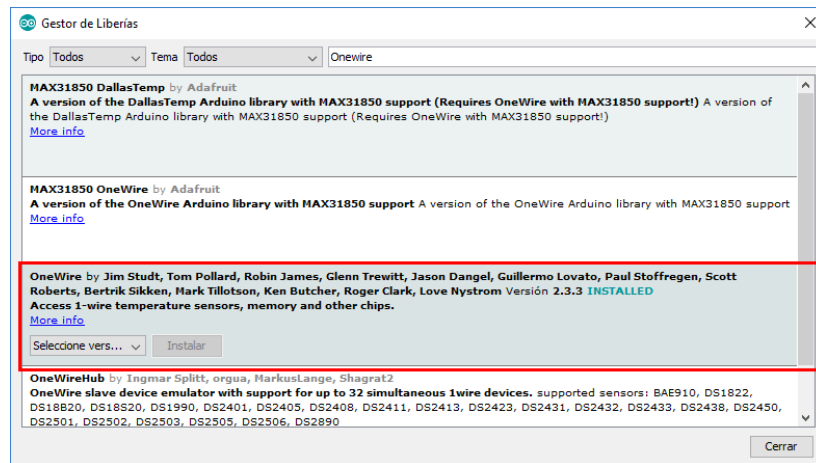 Gestor de Liberías
Tipo Todos Tema Todos Onewire
MAX31850 DallasTemp by Adafruit
A version of the DallasTemp Arduino library with MAX31850 support (Requires OneWire with MAX31850 support!) A version of
the DallasTemp Arduino library with MAX31850 support (Requires OneWire with MAX31850 support!)
More info
MAX31850 OneWire by Adafruit
A version of the OneWire Arduino library with MAX31850 support A version of the OneWire Arduino library with MAX31850 support
More info
OneWire by Jim Studt, Tom Pollard, Robin James, Glenn Trewitt, Jason Dangel, Guillermo Lovato, Paul Stoffregen, Scott
Roberts, Bertrik Sikken, Mark Tillotson, Ken Butcher, Roger Clark, Love Nystrom Versión 2.3.3 INSTALLED
Access 1-wire temperature sensors, memory and other chips.
More info
Seleccione vers... Instalar
OneWireHub by Ingmar Splitt, orgua, MarkusLange, Shagrat2
OneWire slave device emulator with support for up to 32 simultaneous 1wire devices. supported sensors: BAE910, DS1822,
DS18B20, DS18S20, DS1990, DS2401, DS2405, DS2408, DS2411, DS2413, DS2423, DS2431, DS2432, DS2433, DS2438, DS2450,
DS2501, DS2502, DS2503, DS2505, DS2506, DS2890
Cerrar